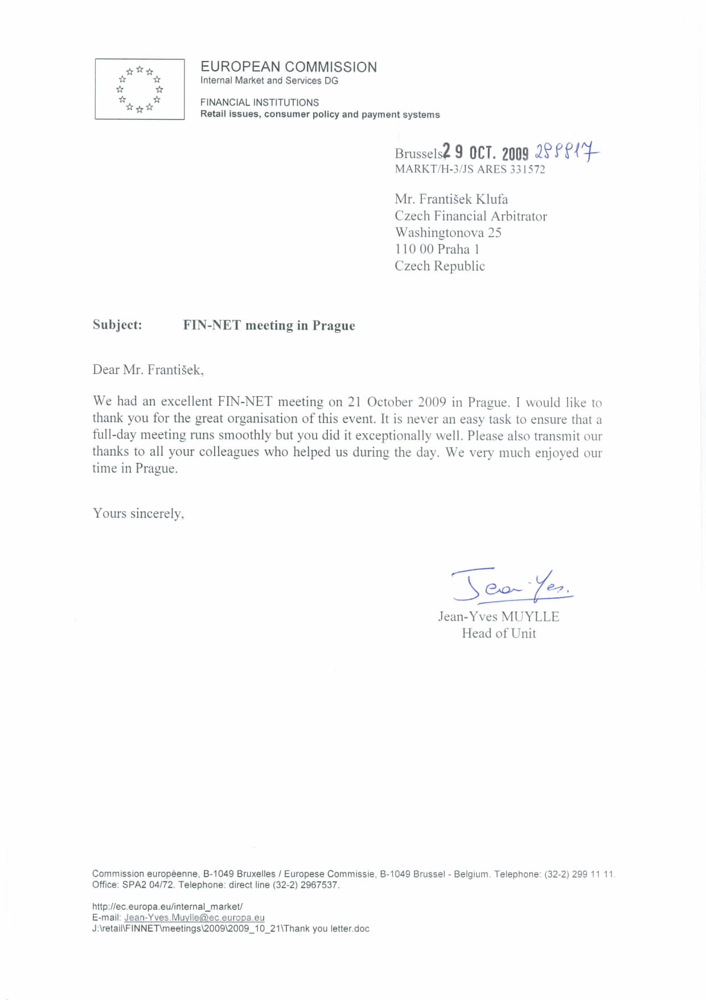 EUROPEAN COMMISSION
Internal Market and Services DG
FINANCIAL INSTITUTIONS
Retail issues, consumer policy and payment systems
Brussels, 29 OCT. 2009
MARKT/H-3/JS ARES 331572
Mr. František Klufa
Czech Financial Arbitrator
Washingtonova 25
110 00 Praha 1
Czech Republic
Subject: FIN-NET meeting in Prague
Dear Mr. František,
We had an excellent FIN-NET meeting on 21 October 2009 in Prague. I would like to
thank you for the great organisation of this event. It is never an easy task to ensure that a
full-day meeting runs smoothly but you did it exceptionally well. Please also transmit our
thanks to all your colleagues who helped us during the day. We very much enjoyed our
time in Prague.
Yours sincerely,
Jean-Yves MUYLLE
Head of Unit
Commission européenne, B-1049 Bruxelles / Europese Commissie, B-1049 Brussel - Belgium. Telephone: (32-2) 299 11 11.
Office: SPA2 04/72. Telephone: direct line (32-2) 2967537.
http://ec.europa.eu/internal_market/
E-mail: Jean-Yves.Muylle@ec.europa.eu
J:\retail\FINNET\meetings\2009\2009_10_21\Thank you letter.doc